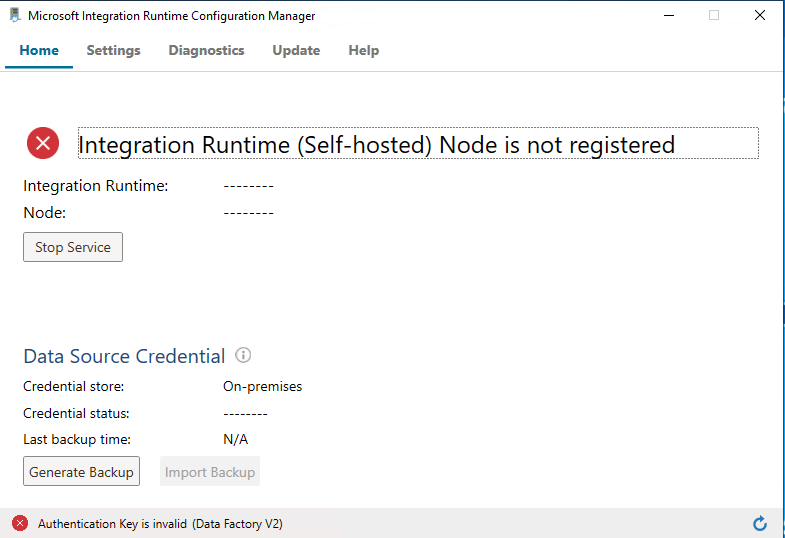 Microsoft Integration Runtime Configuration Manager
Home Settings Diagnostics Update Help
Integration Runtime (Self-hosted) Node is not registered
Integration Runtime: --------
Node: --------
Stop Service
Data Source Credential
Credential store: On-premises
Credential status: --------
Last backup time: N/A
Generate Backup Import Backup
Authentication Key is invalid (Data Factory V2)